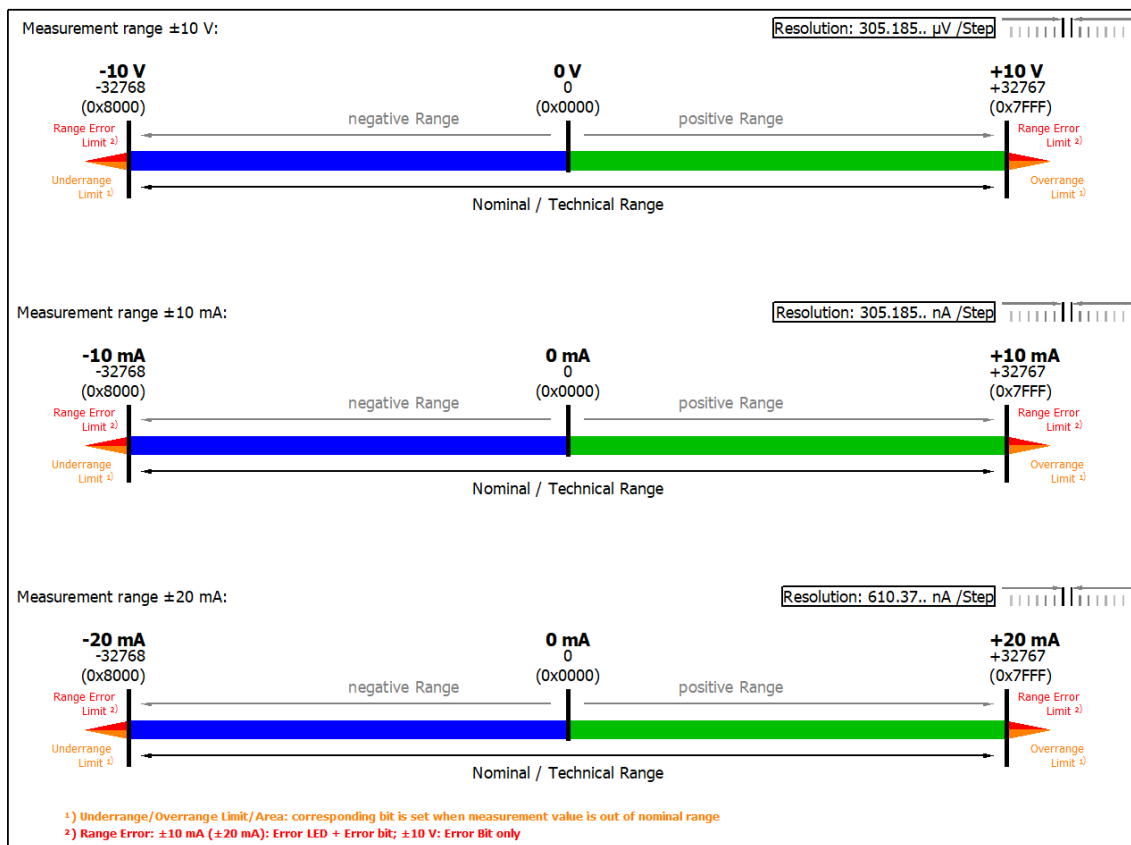 Measurement range ±10 V:
Resolution: 305.185.. µV /Step
-10 V
0 V
+10 V
-32768
0
+32767
(0x8000)
(0x0000)
(0x7FFF)
Range Error
Limit ²⁾
negative Range
positive Range
Range Error
Limit ²⁾
Underrange
Limit ¹⁾
Overrange
Limit ¹⁾
Nominal / Technical Range
Measurement range ±10 mA:
Resolution: 305.185.. nA /Step
-10 mA
0 mA
+10 mA
-32768
0
+32767
(0x8000)
(0x0000)
(0x7FFF)
Range Error
Limit ²⁾
negative Range
positive Range
Range Error
Limit ²⁾
Underrange
Limit ¹⁾
Overrange
Limit ¹⁾
Nominal / Technical Range
Measurement range ±20 mA:
Resolution: 610.37.. nA /Step
-20 mA
0 mA
+20 mA
-32768
0
+32767
(0x8000)
(0x0000)
(0x7FFF)
Range Error
Limit ²⁾
negative Range
positive Range
Range Error
Limit ²⁾
Underrange
Limit ¹⁾
Overrange
Limit ¹⁾
Nominal / Technical Range
¹) Underrange/Overrange Limit/Area: corresponding bit is set when measurement value is out of nominal range
²) Range Error: ±10 mA (±20 mA): Error LED + Error bit; ±10 V: Error Bit only